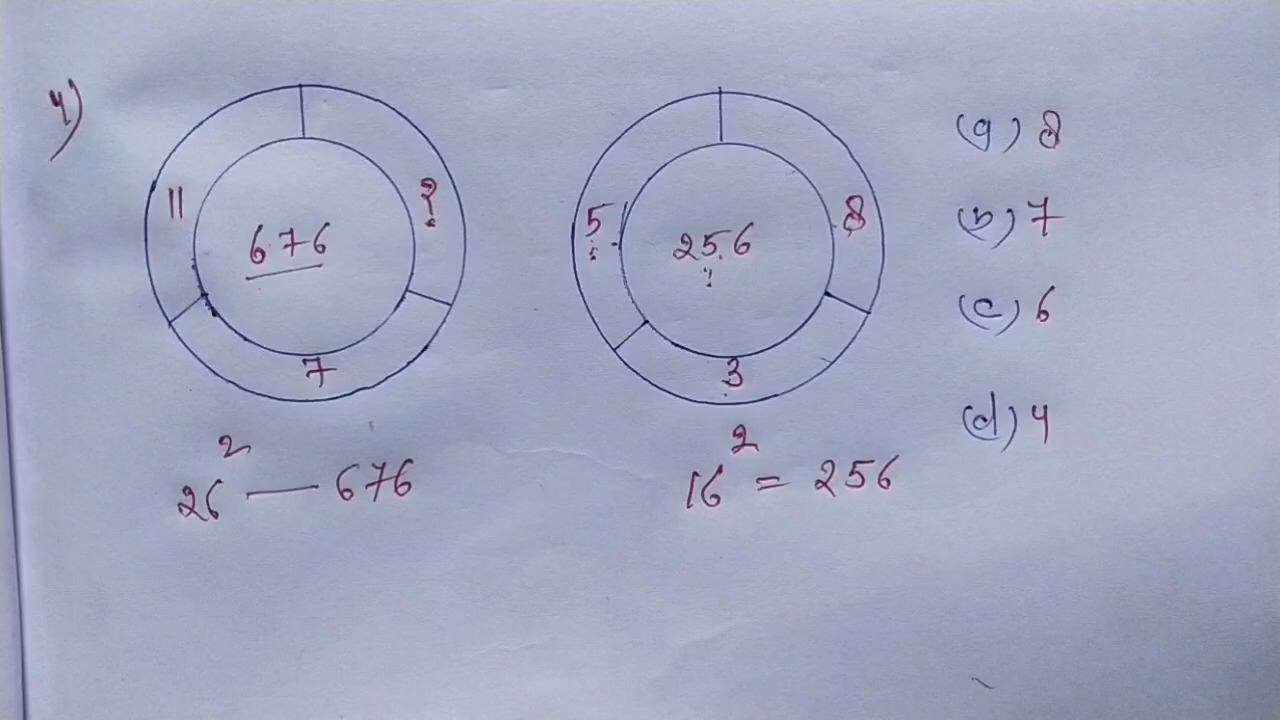 4)
11
676
?
7
5
256
8
3
26² — 676
16² = 256
(a) 8
(b) 7
(c) 6
(d) 4